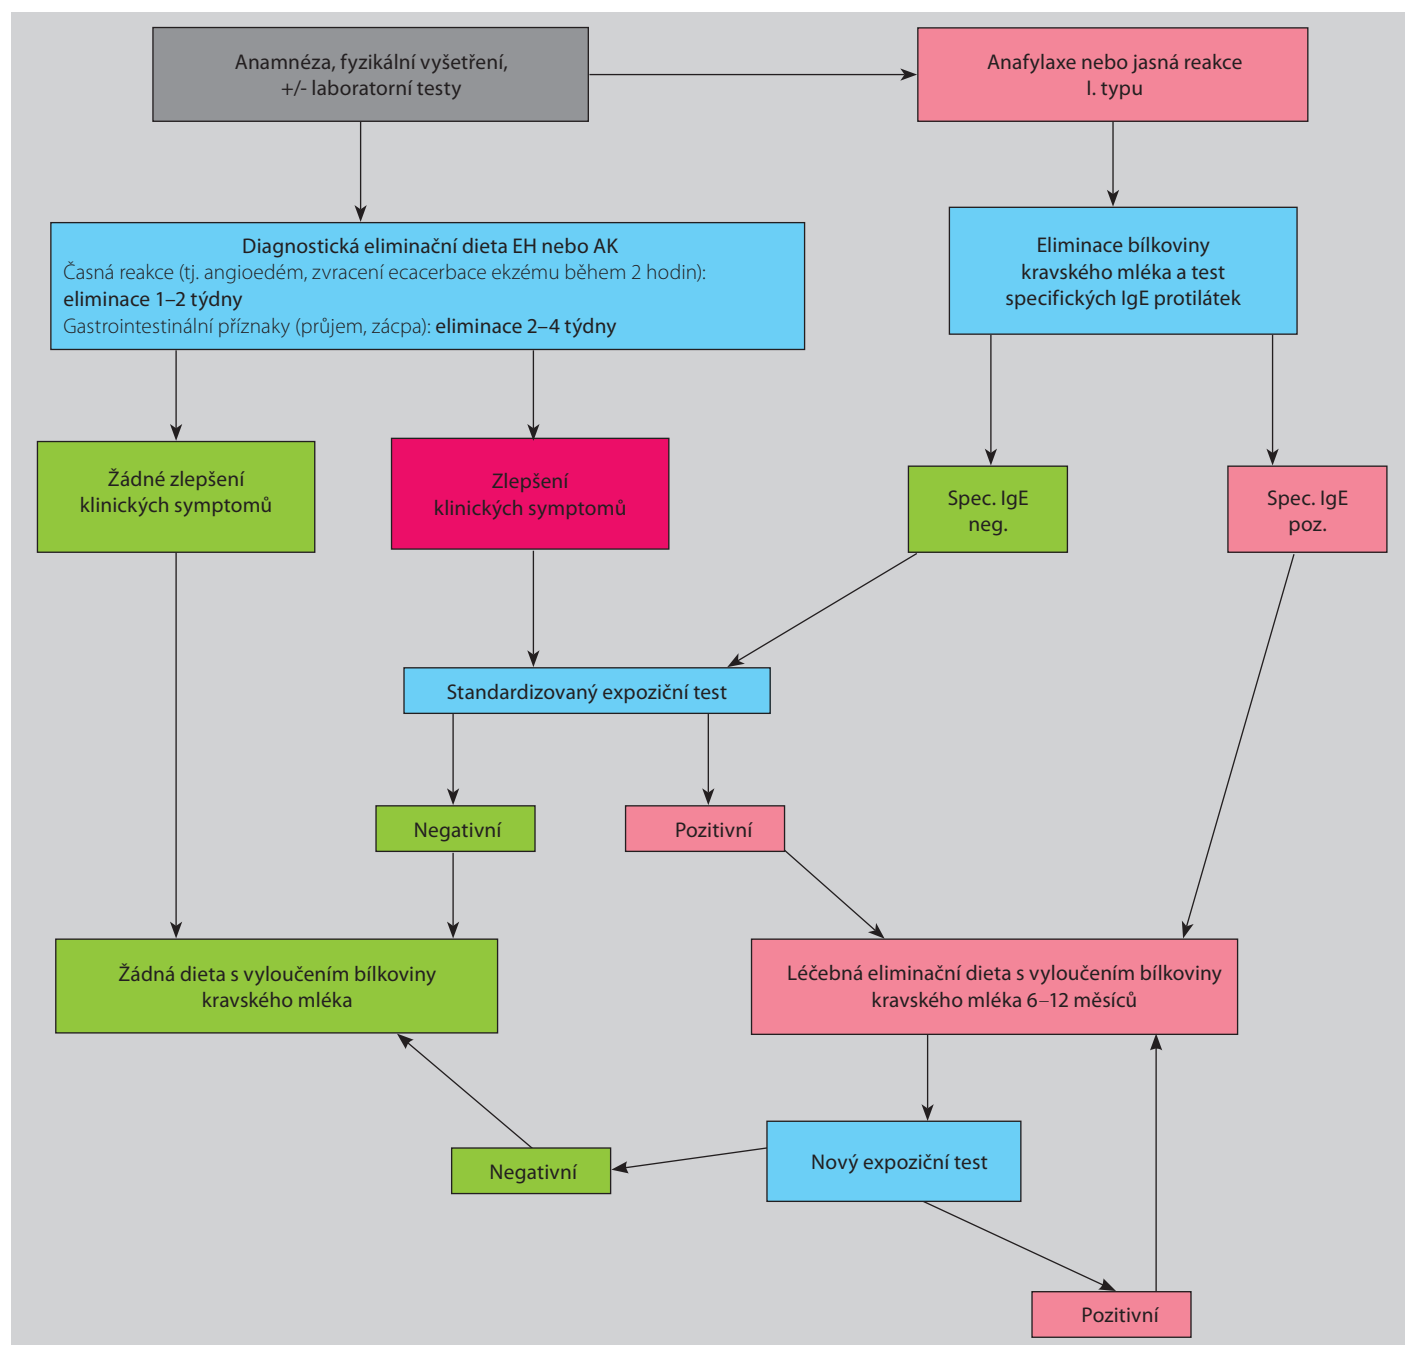 Anamnéza, fyzikální vyšetření,
+/- laboratorní testy
Anafylaxe nebo jasná reakce
I. typu
Diagnostická eliminační dieta EH nebo AK
Časná reakce (tj. angioedém, zvracení ecacerbace ekzému během 2 hodin):
eliminace 1–2 týdny
Gastrointestinální příznaky (průjem, zácpa): eliminace 2–4 týdny
Eliminace bílkoviny
kravského mléka a test
specifických IgE protilátek
Žádné zlepšení
klinických symptomů
Zlepšení
klinických symptomů
Spec. IgE
neg.
Spec. IgE
poz.
Standardizovaný expoziční test
Negativní
Pozitivní
Žádná dieta s vyloučením bílkoviny
kravského mléka
Léčebná eliminační dieta s vyloučením bílkoviny
kravského mléka 6–12 měsíců
Nový expoziční test
Negativní
Pozitivní